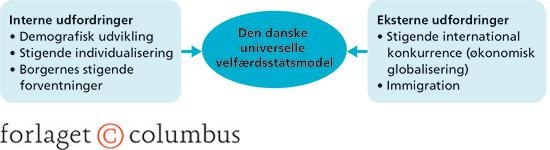 Interne udfordringer
• Demografisk udvikling
• Stigende individualisering
• Borgernes stigende
forventninger
Den danske
universelle
velfærdsstatsmodel
Eksterne udfordringer
• Stigende international
konkurrence (økonomisk
globalisering)
• Immigration
forlaget © columbus